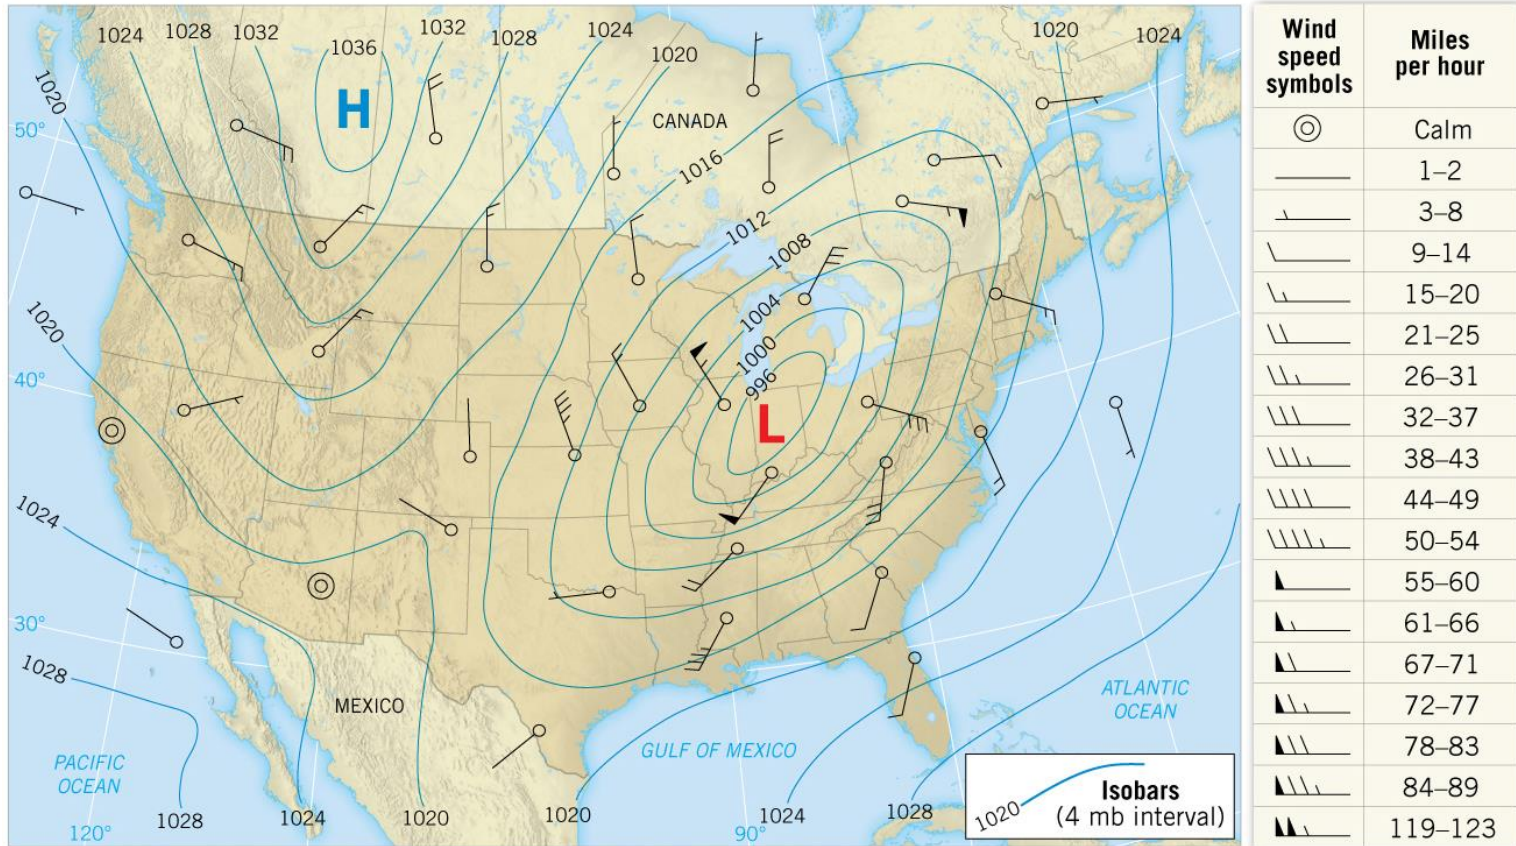 1024 1028 1032 1036 1032 1028 1024 1020 1020 1024
1020
H
50°
CANADA
1016
1012
1008
1004
1000
996
1020
40°
L
1024
30°
1028
MEXICO
PACIFIC
OCEAN
GULF OF MEXICO
ATLANTIC
OCEAN
120°
1028 1024 1020 1020 90° 1024 1028
1020
Isobars
(4 mb interval)
Wind
speed
symbols
Miles
per hour
Calm
1–2
3–8
9–14
15–20
21–25
26–31
32–37
38–43
44–49
50–54
55–60
61–66
67–71
72–77
78–83
84–89
119–123